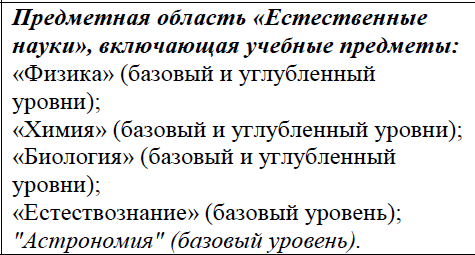 Предметная область «Естественные
науки», включающая учебные предметы:
«Физика» (базовый и углубленный
уровни);
«Химия» (базовый и углубленный уровни);
«Биология» (базовый и углубленный
уровни);
«Естествознание» (базовый уровень);
"Астрономия" (базовый уровень).